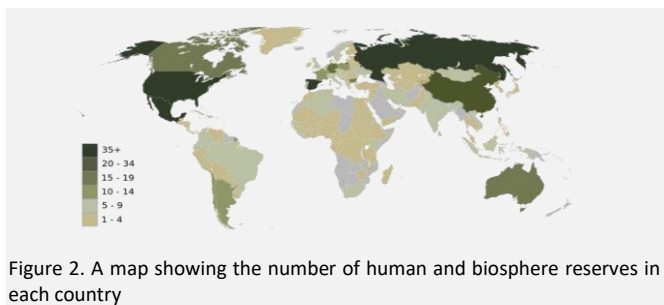 35+
20 - 34
15 - 19
10 - 14
5 - 9
1 - 4
Figure 2. A map showing the number of human and biosphere reserves in
each country